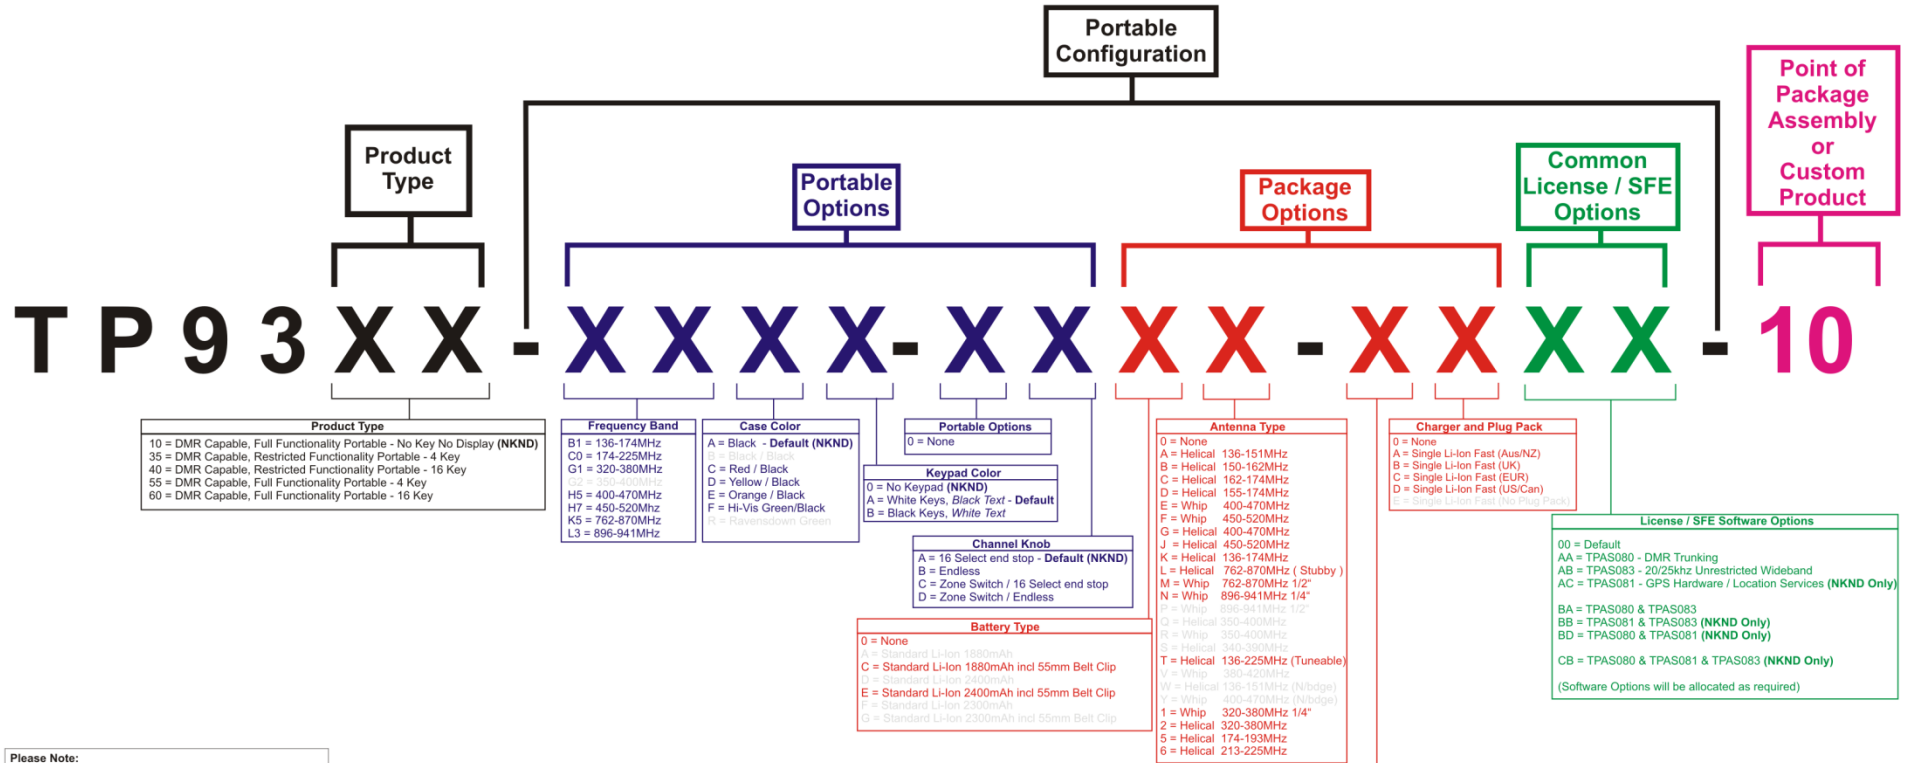 Portable
Configuration
Point of
Package
Assembly
or
Custom
Product
Product
Type
Portable
Options
Package
Options
Common
License / SFE
Options
TP93XX-XXXX-XXXX-XXXX-10
Product Type
10 = DMR Capable, Full Functionality Portable - No Key No Display (NKND)
35 = DMR Capable, Restricted Functionality Portable - 4 Key
40 = DMR Capable, Restricted Functionality Portable - 16 Key
55 = DMR Capable, Full Functionality Portable - 4 Key
60 = DMR Capable, Full Functionality Portable - 16 Key
Frequency Band
B1 = 136-174MHz
C0 = 174-225MHz
G1 = 320-380MHz
G2 = 350-400MHz
H5 = 400-470MHz
H7 = 450-520Mhz
K5 = 762-870Mhz
L3 = 896-941MHz
Case Color
A = Black - Default (NKND)
B = Black / Black
C = Red / Black
D = Yellow / Black
E = Orange / Black
F = Hi-Vis Green/Black
R = Ravensdown Green
Portable Options
0 = None
Keypad Color
0 = No Keypad (NKND)
A = White Keys, Black Text - Default
B = Black Keys, White Text
Channel Knob
A = 16 Select end stop - Default (NKND)
B = Endless
C = Zone Switch / 16 Select end stop
D = Zone Switch / Endless
Battery Type
0 = None
A = Standard Li-Ion 1880mAh
C = Standard Li-Ion 1880mAh incl 55mm Belt Clip
D = Standard Li-Ion 2400mAh
E = Standard Li-Ion 2400mAh incl 55mm Belt Clip
F = Standard Li-Ion 2300mAh
G = Standard Li-Ion 2300mAh incl 55mm Belt Clip
Antenna Type
0 = None
A = Helical 136-151MHz
B = Helical 150-162MHz
C = Helical 162-174MHz
D = Helical 155-174MHz
E = Whip 400-470MHz
F = Whip 450-520MHz
G = Helical 400-470MHz
J = Helical 450-520MHz
K = Helical 136-174MHz
L = Helical 762-870MHz ( Stubby )
M = Whip 762-870MHz 1/2"
N = Whip 896-941MHz 1/4"
P = Whip 896-941MHz 1/2"
Q = Helical 350-400MHz
R = Whip 350-400MHz
S = Helical 340-390MHz
T = Helical 136-225MHz (Tuneable)
V = Whip 380-420MHz
W = Helical 136-151MHz (N/bdge)
Y = Whip 400-470MHz (N/bdge)
1 = Whip 320-380MHz 1/4"
2 = Helical 320-380MHz
5 = Helical 174-193MHz
6 = Helical 213-225MHz
Charger and Plug Pack
0 = None
A = Single Li-Ion Fast (Aus/NZ)
B = Single Li-Ion Fast (UK)
C = Single Li-Ion Fast (EUR)
D = Single Li-Ion Fast (US/Can)
E = Single Li-Ion Fast (No Plug Pack)
License / SFE Software Options
00 = Default
AA = TPAS080 - DMR Trunking
AB = TPAS083 - 20/25khz Unrestricted Wideband
AC = TPAS081 - GPS Hardware / Location Services (NKND Only)
BA = TPAS080 & TPAS083
BB = TPAS081 & TPAS083 (NKND Only)
BD = TPAS080 & TPAS081 (NKND Only)
CB = TPAS080 & TPAS081 & TPAS083 (NKND Only)
(Software Options will be allocated as required)
Please Note: